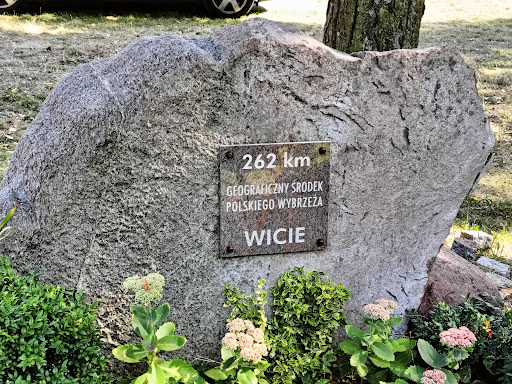 262 km
GEOGRAFICZNY ŚRODEK
POLSKIEGO WYBRZEŻA
WICIE